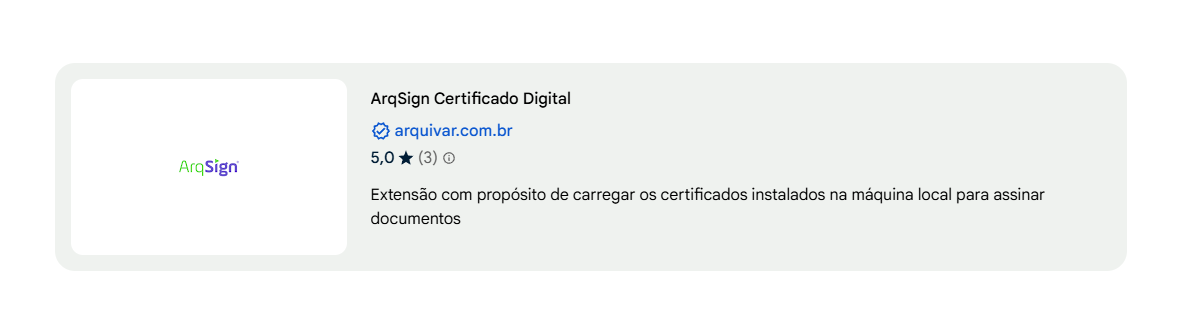 ArqSign
ArqSign Certificado Digital
arquivar.com.br
5,0 ★ (3)
Extensão com propósito de carregar os certificados instalados na máquina local para assinar
documentos